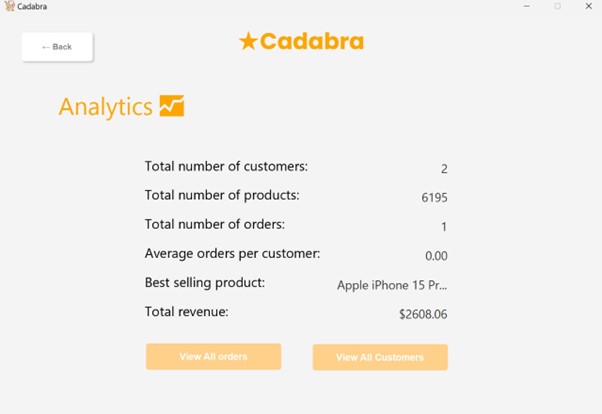 Cadabra
← Back
★Cadabra
Analytics
Total number of customers: 2
Total number of products: 6195
Total number of orders: 1
Average orders per customer: 0.00
Best selling product: Apple iPhone 15 Pr...
Total revenue: $2608.06
View All orders View All Customers